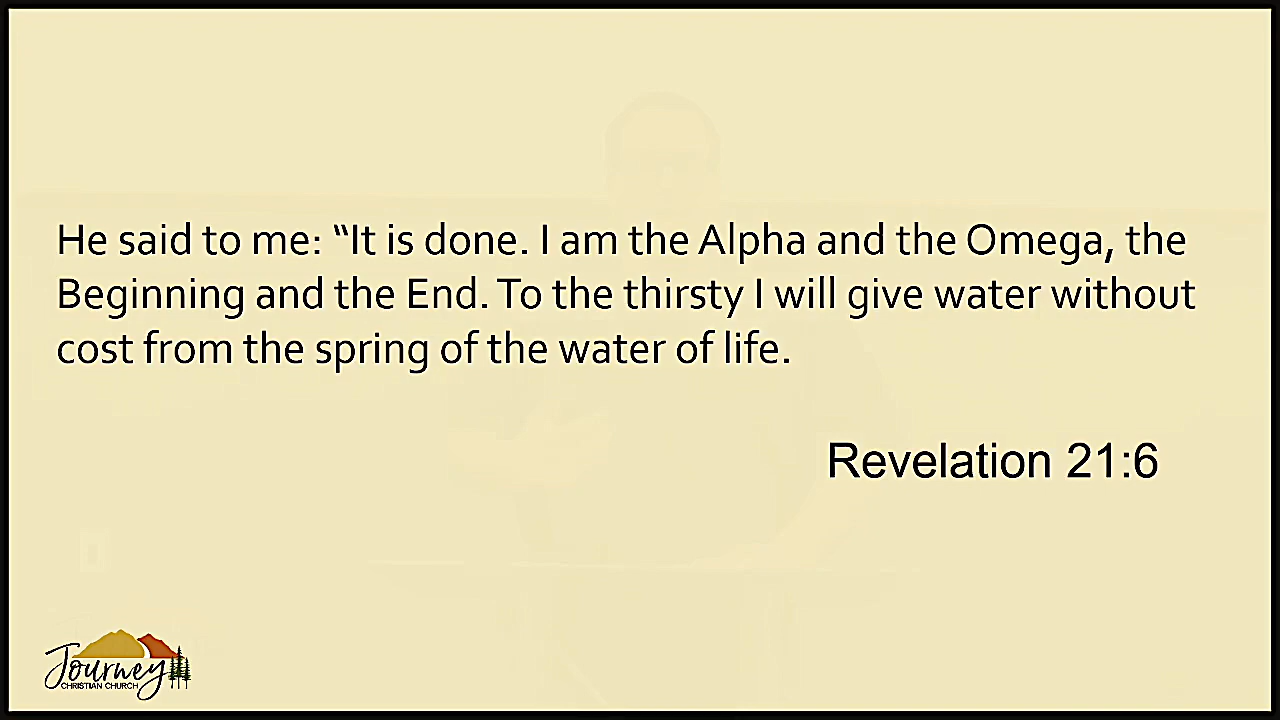 He said to me: “It is done. I am the Alpha and the Omega, the
Beginning and the End. To the thirsty I will give water without
cost from the spring of the water of life.
Revelation 21:6
Journey
CHRISTIAN CHURCH